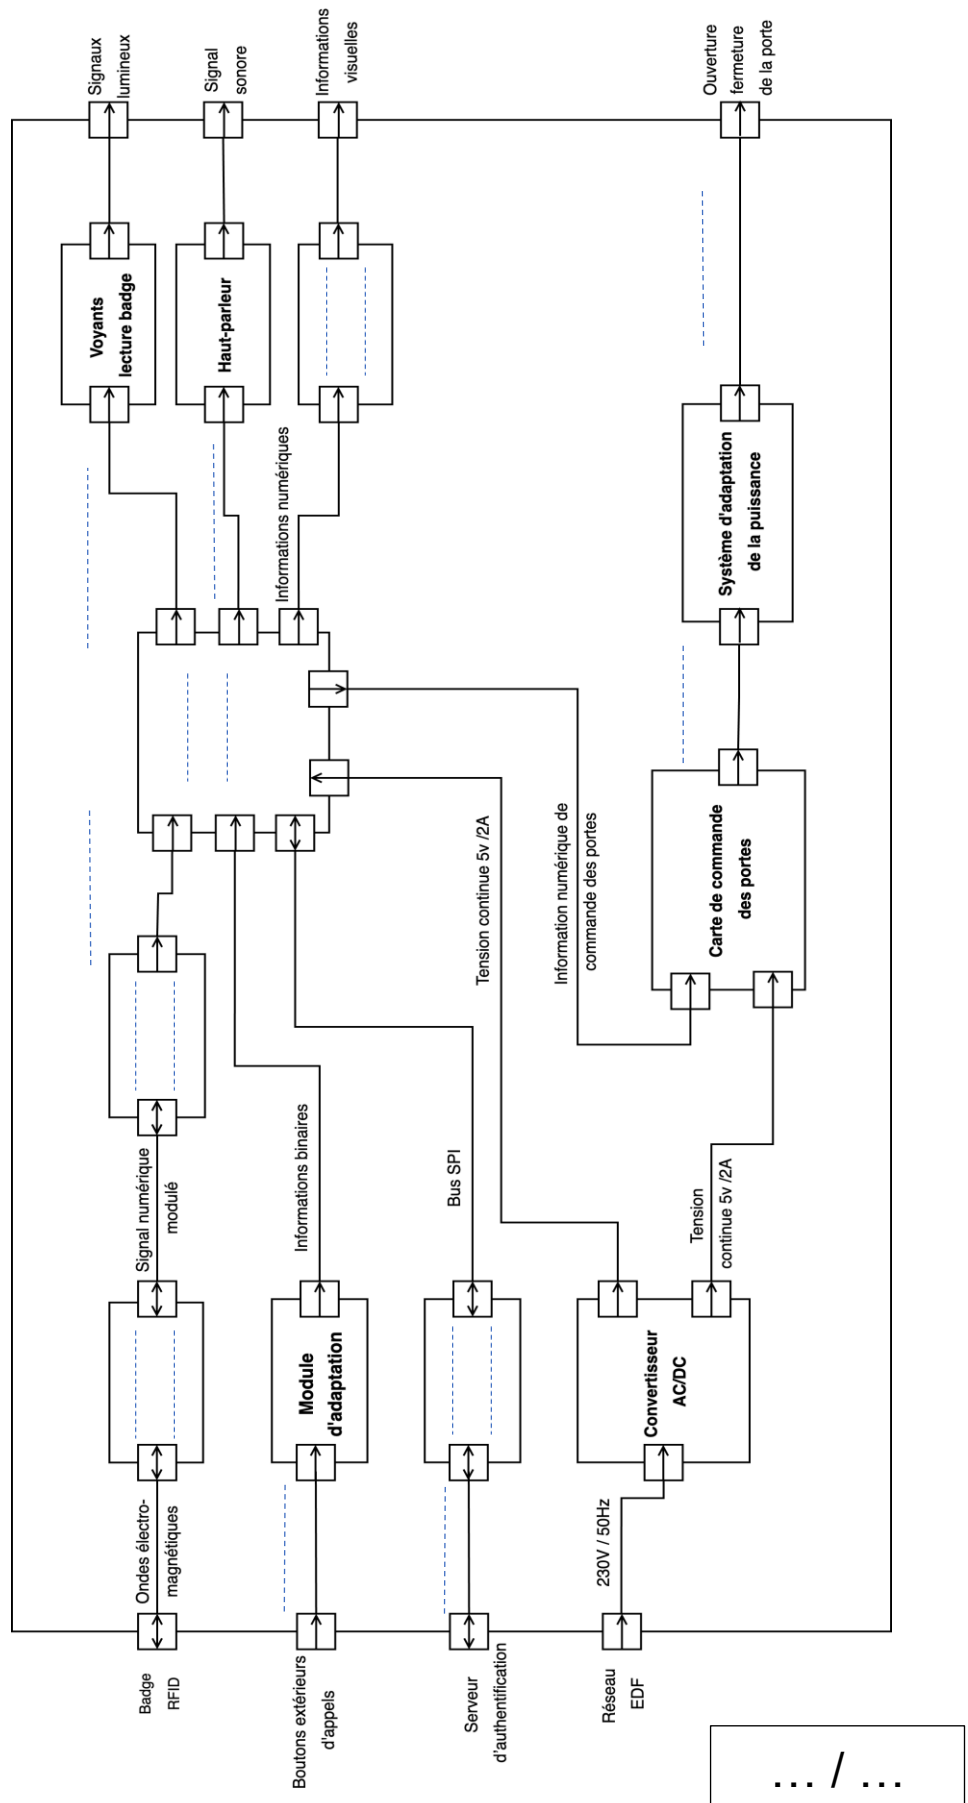 Signaux
lumineux
Signal
sonore
Informations
visuelles
Ouverture
fermeture
de la porte
Voyants
lecture badge
Haut-parleur
Informations numériques
Système d'adaptation
de la puissance
Tension continue 5v /2A
Information numérique de
commande des portes
Carte de commande
des portes
Signal numérique
modulé
Informations binaires
Bus SPI
Tension
continue 5v /2A
Module
d'adaptation
Convertisseur
AC/DC
Ondes électro-
magnétiques
230V / 50Hz
Badge
RFID
Boutons extérieurs
d'appels
Serveur
d'authentification
Réseau
EDF
... / ...